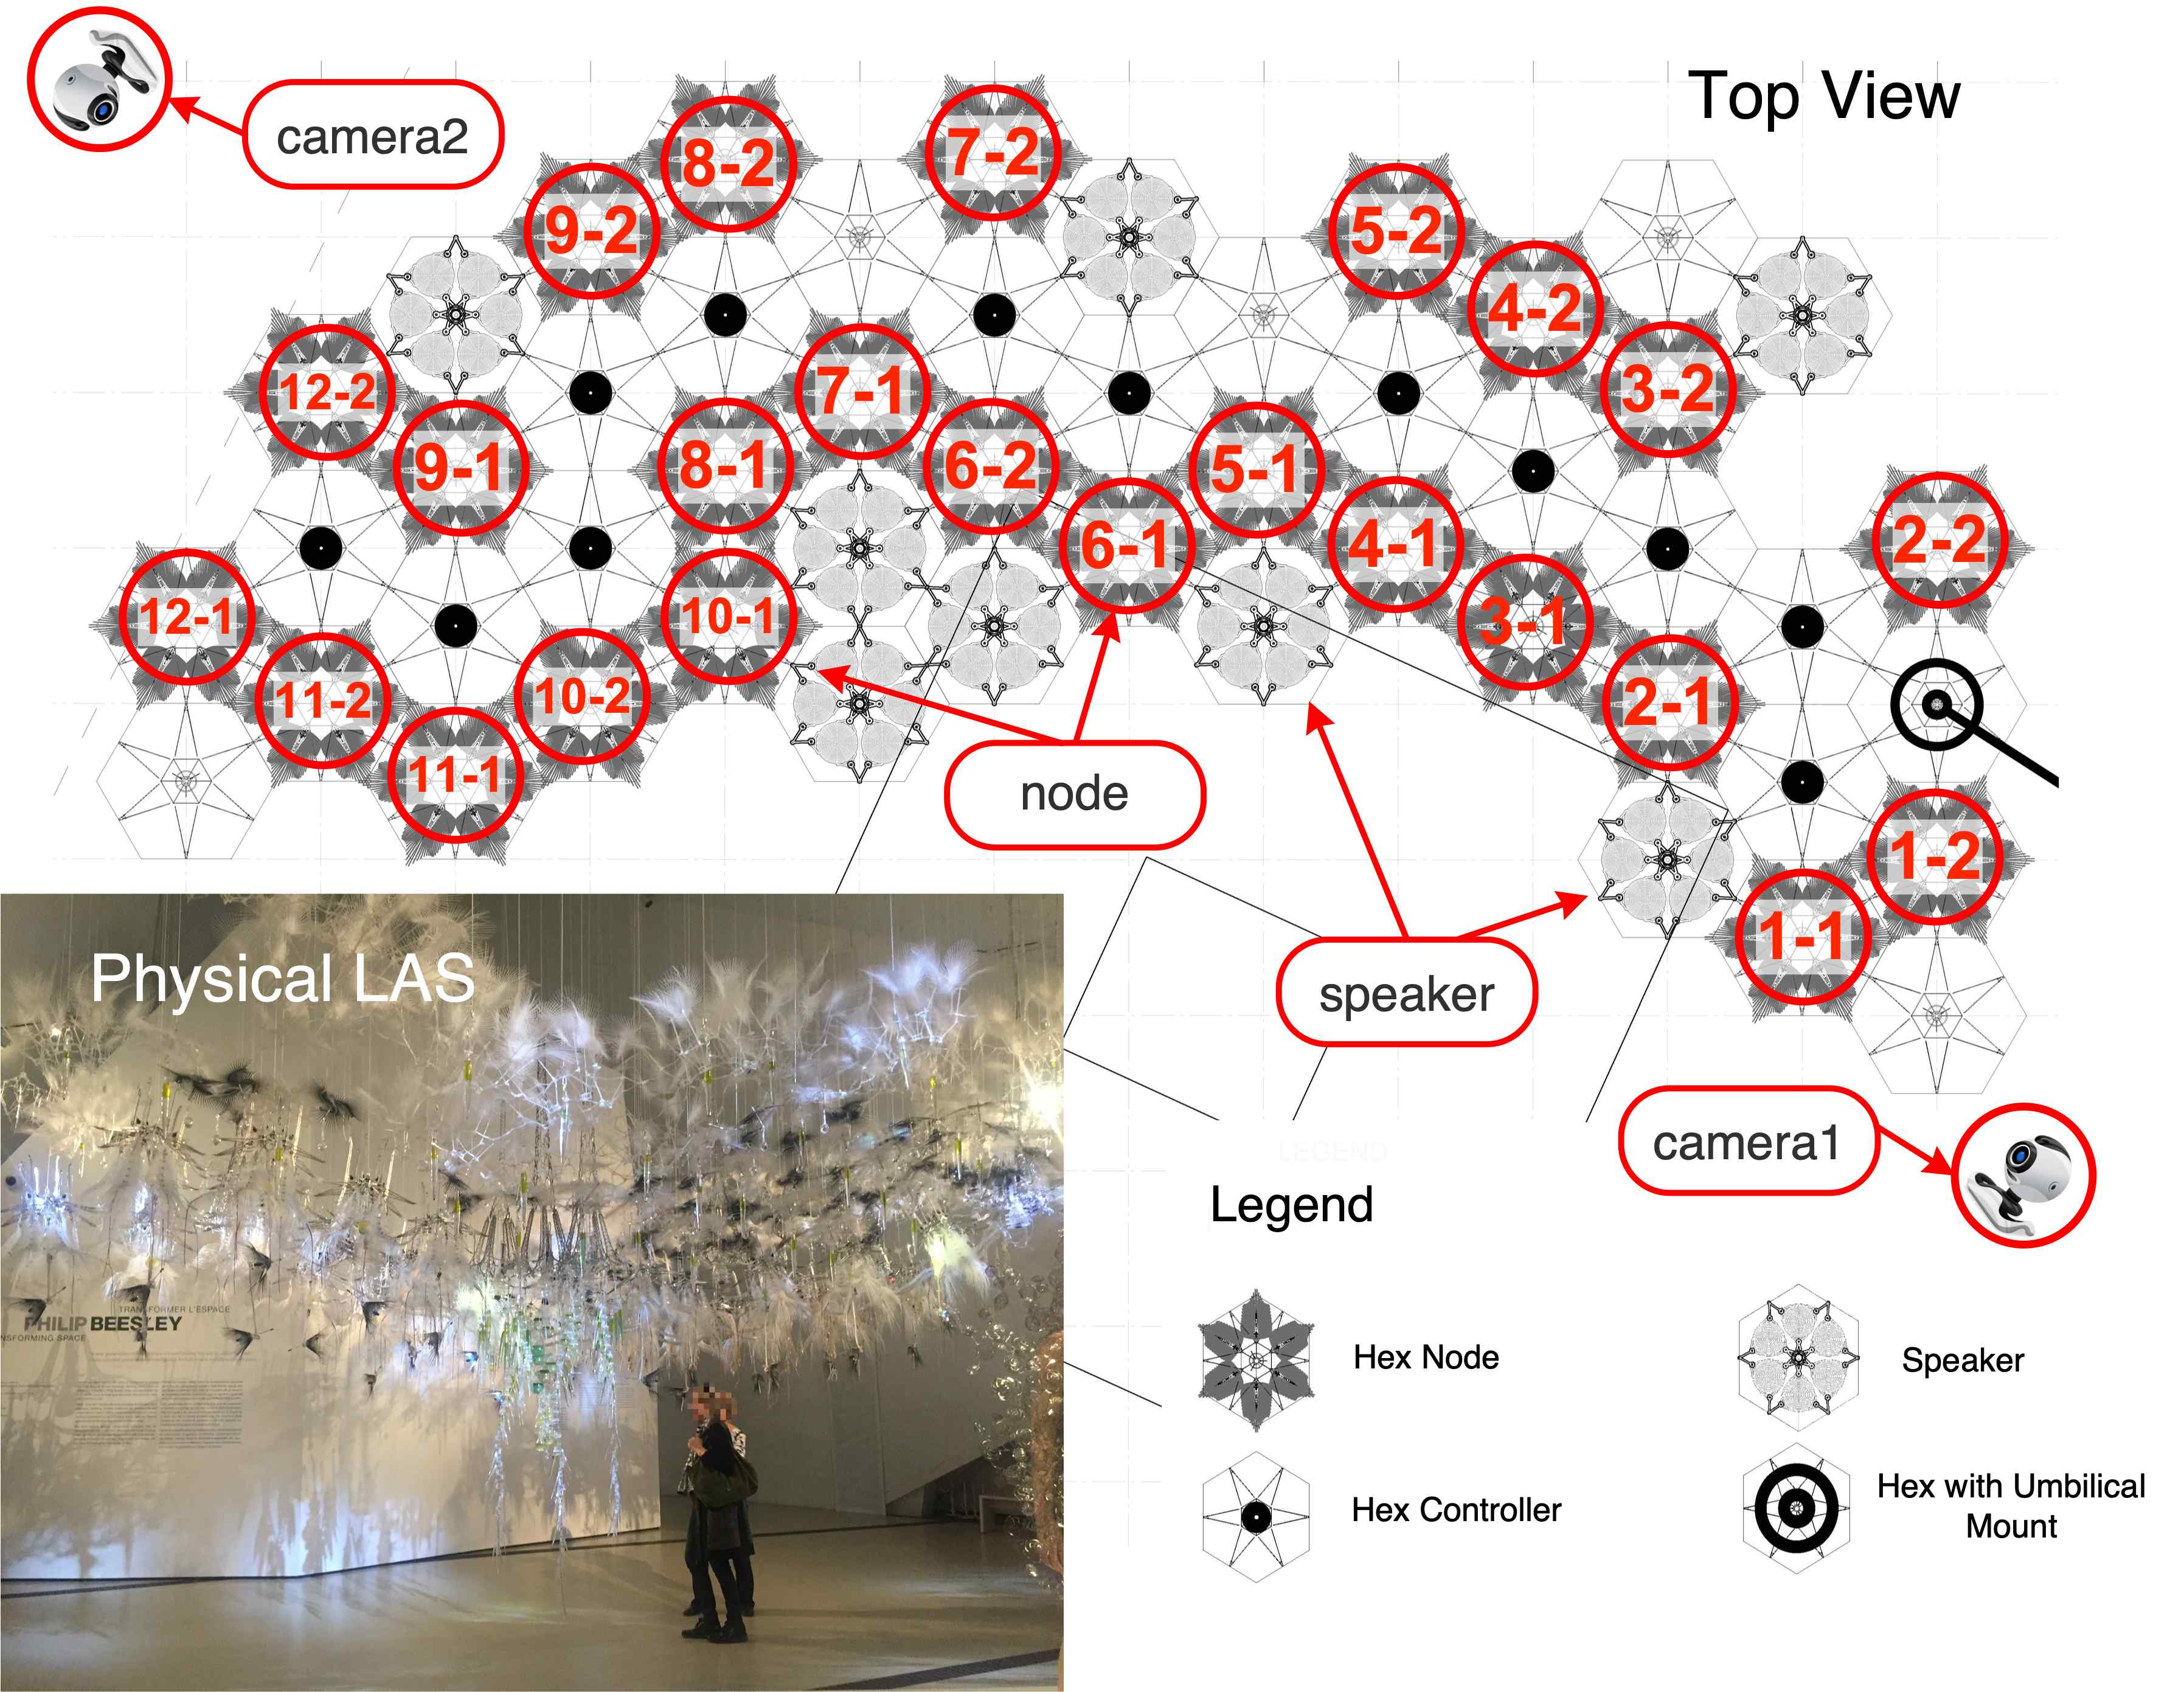 Top View
camera2
8-2
7-2
9-2
5-2
4-2
12-2
7-1
3-2
9-1
8-1
6-2
5-1
6-1
4-1
2-2
12-1
10-1
3-1
11-2
10-2
2-1
11-1
node
1-2
1-1
speaker
Physical LAS
camera1
LEGEND
Legend
TRANSFORMER L'ESPACE
PHILIP BEESLEY
NSFORMING SPACE
Hex Node
Speaker
Hex Controller
Hex with Umbilical
Mount